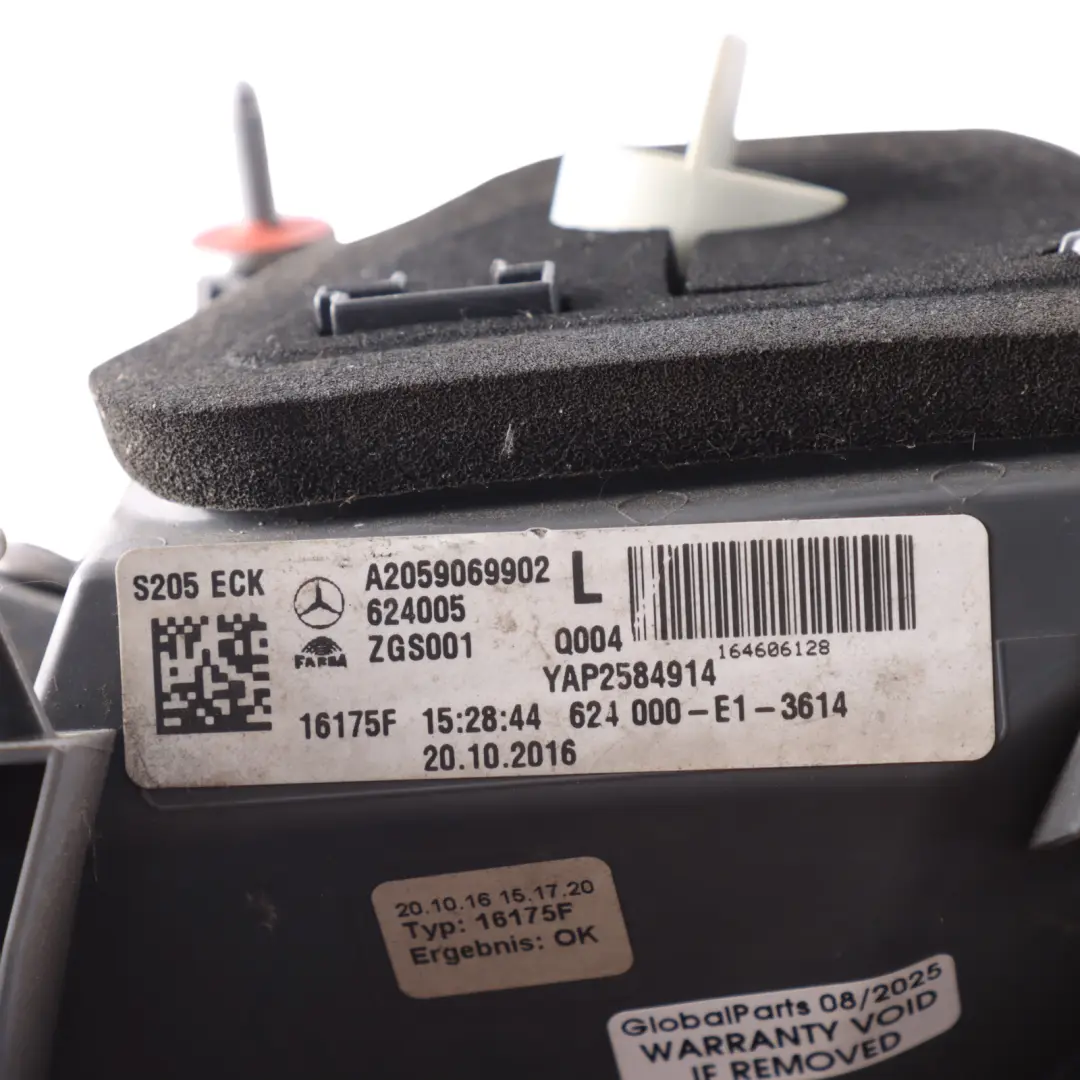 S205 ECK
A2059069902 L
624005
FARBA ZGS001 Q004
164606128
YAP2584914
16175F 15:28:44 624 000-E1-3614
20.10.2016
20.10.16 15.17.20
Typ: 16175F
Ergebnis: OK
GlobalParts 08/2025
WARRANTY VOID
IF REMOVED